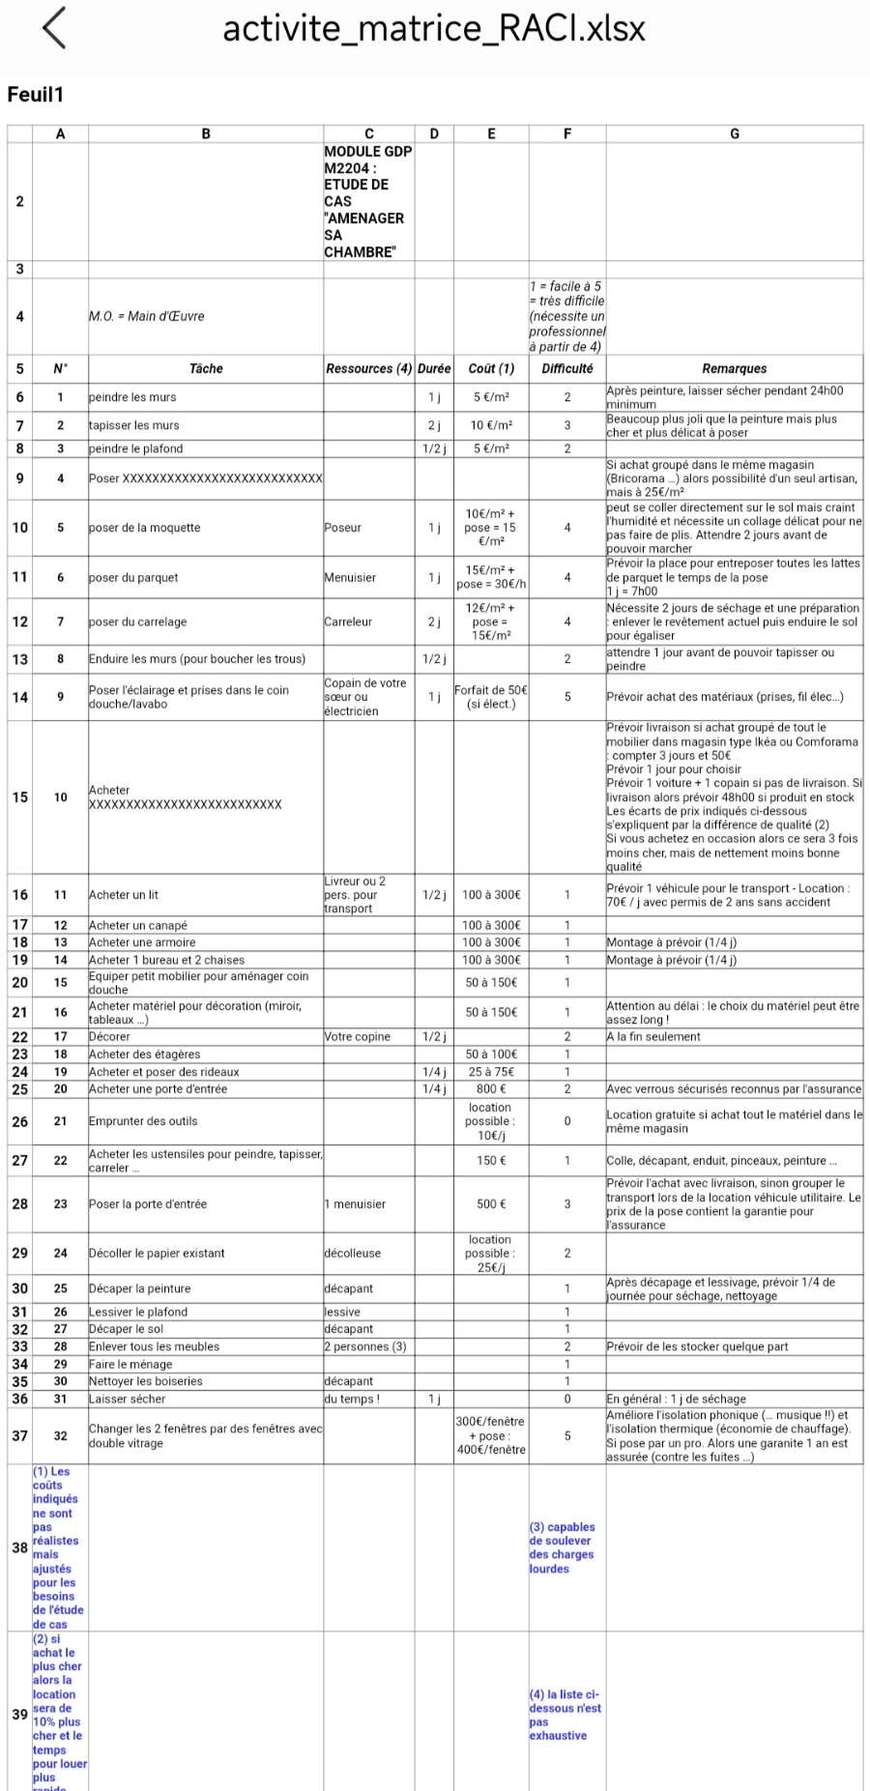 activite_matrice_RACI.xlsx
Feuil1
A B C D E F G
2 MODULE GDP
M2204 :
ETUDE DE
CAS
"AMENAGER
SA
CHAMBRE"
3
4 M.O. = Main d'Œuvre
1 = facile à 5
= très difficile
(nécessite un
professionnel
à partir de 4)
5 N° Tâche Ressources (4) Durée Coût (1) Difficulté Remarques
6 1 peindre les murs 1 j 5 €/m² 2 Après peinture, laisser sécher pendant 24h00
minimum
7 2 tapisser les murs 2 j 10 €/m² 3 Beaucoup plus joli que la peinture mais plus
cher et plus délicat à poser
8 3 peindre le plafond 1/2 j 5 €/m² 2
9 4 Poser XXXXXXXXXXXXXXXXXXXXXXXXXXX
Si achat groupé dans le même magasin
(Bricorama ...) alors possibilité d'un seul artisan,
mais à 25€/m²
10 5 poser de la moquette Poseur 1 j
10€/m² +
pose = 15
€/m²
4
peut se coller directement sur le sol mais craint
l'humidité et nécessite un collage délicat pour ne
pas faire de plis. Attendre 2 jours avant de
pouvoir marcher
11 6 poser du parquet Menuisier 1 j
15€/m² +
pose = 30€/h
4
Prévoir la place pour entreposer toutes les lattes
de parquet le temps de la pose
1 j = 7h00
12 7 poser du carrelage Carreleur 2 j
12€/m² +
pose =
15€/m²
4
Nécessite 2 jours de séchage et une préparation
: enlever le revêtement actuel puis enduire le sol
pour égaliser
13 8 Enduire les murs (pour boucher les trous) 1/2 j 2 attendre 1 jour avant de pouvoir tapisser ou
peindre
14 9 Poser l'éclairage et prises dans le coin
douche/lavabo
Copain de votre
sœur ou
électricien
1 j
Forfait de 50€
(si élect.)
5 Prévoir achat des matériaux (prises, fil élec...)
15 10 Acheter
XXXXXXXXXXXXXXXXXXXXXXXXXX
Prévoir livraison si achat groupé de tout le
mobilier dans magasin type Ikéa ou Comforama
: compter 3 jours et 50€
Prévoir 1 jour pour choisir
Prévoir 1 voiture + 1 copain si pas de livraison. Si
livraison alors prévoir 48h00 si produit en stock
Les écarts de prix indiqués ci-dessous
s'expliquent par la différence de qualité (2)
Si vous achetez en occasion alors ce sera 3 fois
moins cher, mais de nettement moins bonne
qualité
16 11 Acheter un lit
Livreur ou 2
pers. pour
transport
1/2 j 100 à 300€ 1 Prévoir 1 véhicule pour le transport - Location :
70€ / j avec permis de 2 ans sans accident
17 12 Acheter un canapé 100 à 300€ 1
18 13 Acheter une armoire 100 à 300€ 1 Montage à prévoir (1/4 j)
19 14 Acheter 1 bureau et 2 chaises 100 à 300€ 1 Montage à prévoir (1/4 j)
20 15 Equiper petit mobilier pour aménager coin
douche
50 à 150€ 1
21 16 Acheter matériel pour décoration (miroir,
tableaux ...)
50 à 150€ 1 Attention au délai : le choix du matériel peut être
assez long !
22 17 Décorer Votre copine 1/2 j 2 A la fin seulement
23 18 Acheter des étagères 50 à 100€ 1
24 19 Acheter et poser des rideaux 1/4 j 25 à 75€ 1
25 20 Acheter une porte d'entrée 1/4 j 800 € 2 Avec verrous sécurisés reconnus par l'assurance
26 21 Emprunter des outils
location
possible :
10€/j
0 Location gratuite si achat tout le matériel dans le
même magasin
27 22 Acheter les ustensiles pour peindre, tapisser,
carreler ...
150 € 1 Colle, décapant, enduit, pinceaux, peinture ...
28 23 Poser la porte d'entrée 1 menuisier 500 € 3
Prévoir l'achat avec livraison, sinon grouper le
transport lors de la location véhicule utilitaire. Le
prix de la pose contient la garantie pour
l'assurance
29 24 Décoller le papier existant décolleuse
location
possible :
25€/j
2
30 25 Décaper la peinture décapant 1 Après décapage et lessivage, prévoir 1/4 de
journée pour séchage, nettoyage
31 26 Lessiver le plafond lessive 1
32 27 Décaper le sol décapant 1
33 28 Enlever tous les meubles 2 personnes (3) 2 Prévoir de les stocker quelque part
34 29 Faire le ménage 1
35 30 Nettoyer les boiseries décapant 1
36 31 Laisser sécher du temps ! 1 j 0 En général : 1 j de séchage
37 32 Changer les 2 fenêtres par des fenêtres avec
double vitrage
300€/fenêtre
+ pose :
400€/fenêtre
5
Améliore l'isolation phonique (... musique !!) et
l'isolation thermique (économie de chauffage).
Si pose par un pro. Alors une garanite 1 an est
assurée (contre les fuites ...)
38
(1) Les
coûts
indiqués
ne sont
pas
réalistes
mais
ajustés
pour les
besoins
de l'étude
de cas
(3) capables
de soulever
des charges
lourdes
39
(2) si
achat le
plus cher
alors la
location
sera de
10% plus
cher et le
temps
pour louer
plus
(4) la liste ci-
dessous n'est
pas
exhaustive